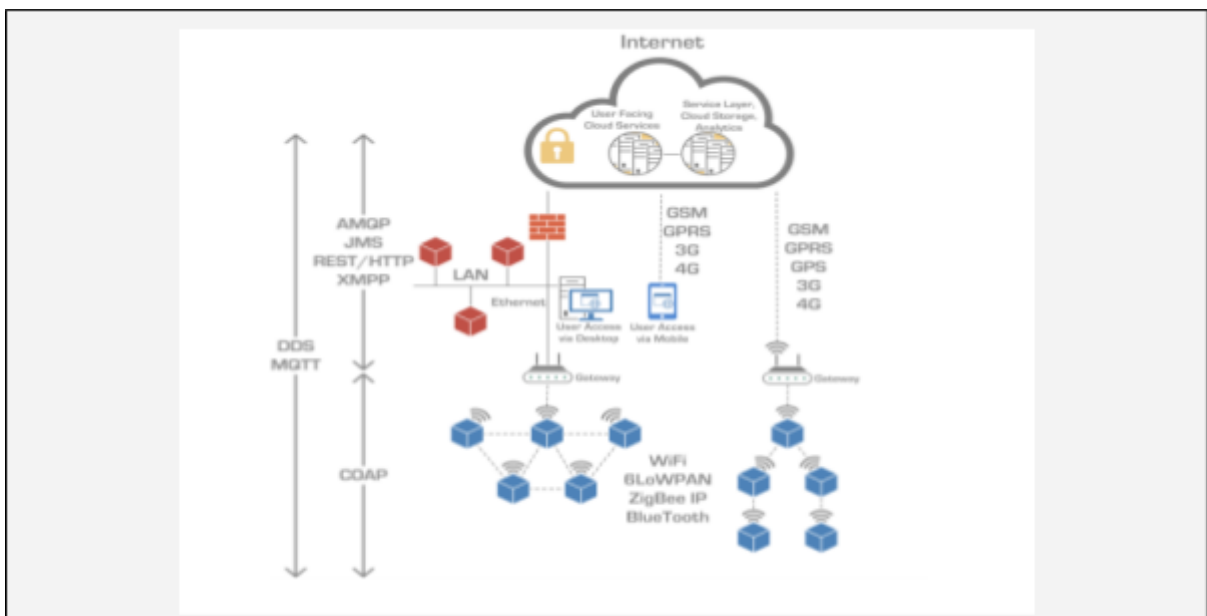 Internet
User Facing
Cloud Services
Service Layer,
Cloud Storage,
Analytics
AMQP
JMS
REST/HTTP
XMPP
GSM
GPRS
3G
4G
GSM
GPRS
GPS
3G
4G
LAN
Ethernet
User Access
via Desktop
User Access
via Mobile
DDS
MQTT
Gateway
Gateway
COAP
WiFi
6LoWPAN
ZigBee IP
BlueTooth